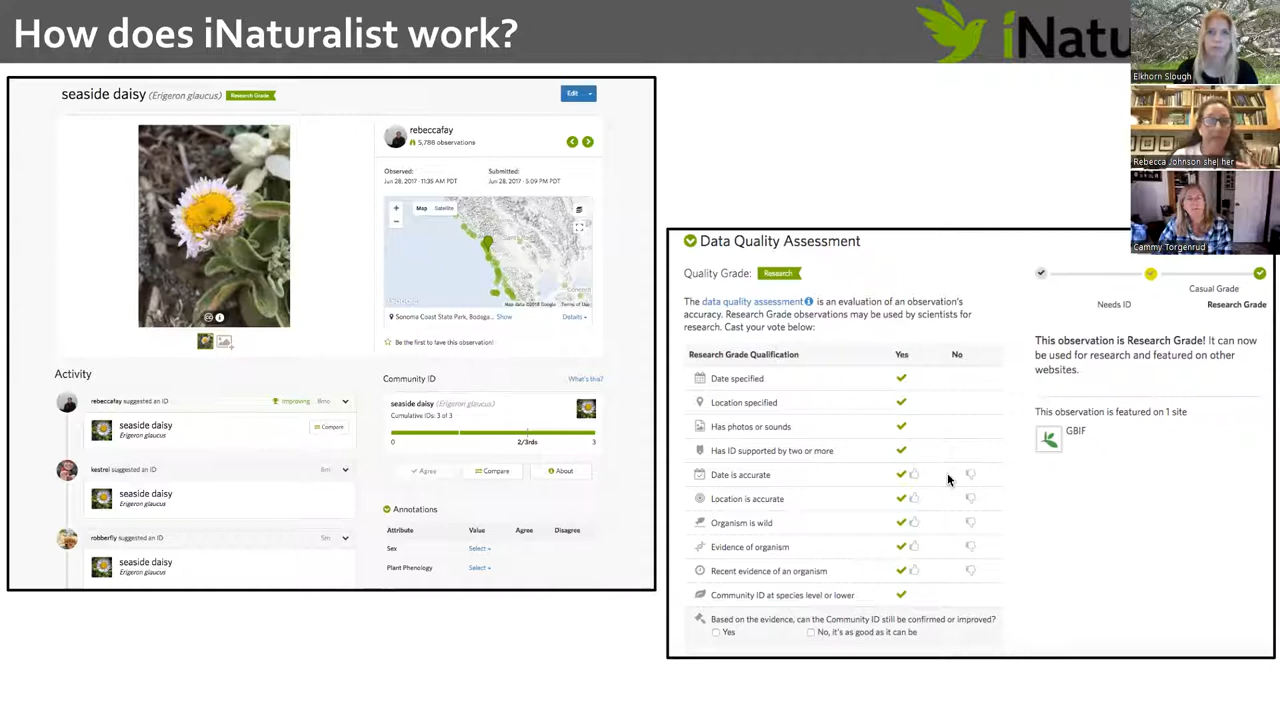 How does iNaturalist work?
iNatu
Elkhorn Slough
Rebecca Johnson she| her
Cammy Torgenrud
seaside daisy (Erigeron glaucus) Research Grade
Edit
rebeccafay
5,788 observations
Observed:
Jun 28, 2017 - 11:35 AM PDT
Submitted:
Jun 28, 2017 - 5:09 PM PDT
+
−
Map Satellite
Map data ©2018 Google Terms of Use
Sonoma Coast State Park, Bodega... Show
Details
Be the first to fave this observation!
Activity
rebeccafay suggested an ID Improving 8mo
seaside daisy
Erigeron glaucus
Compare
kestrel suggested an ID 8m
seaside daisy
Erigeron glaucus
robberfly suggested an ID 5m
seaside daisy
Erigeron glaucus
Community ID What's this?
seaside daisy (Erigeron glaucus)
Cumulative IDs: 3 of 3
0 2/3rds 3
Agree Compare About
Annotations
Attribute Value Agree Disagree
Sex Select
Plant Phenology Select
Data Quality Assessment
Quality Grade: Research
The data quality assessment is an evaluation of an observation's
accuracy. Research Grade observations may be used by scientists for
research. Cast your vote below:
Research Grade Qualification Yes No
Date specified
Location specified
Has photos or sounds
Has ID supported by two or more
Date is accurate
Location is accurate
Organism is wild
Evidence of organism
Recent evidence of an organism
Community ID at species level or lower
Based on the evidence, can the Community ID still be confirmed or improved?
Yes No, it's as good as it can be
Casual Grade
Needs ID Research Grade
This observation is Research Grade! It can now
be used for research and featured on other
websites.
This observation is featured on 1 site
GBIF